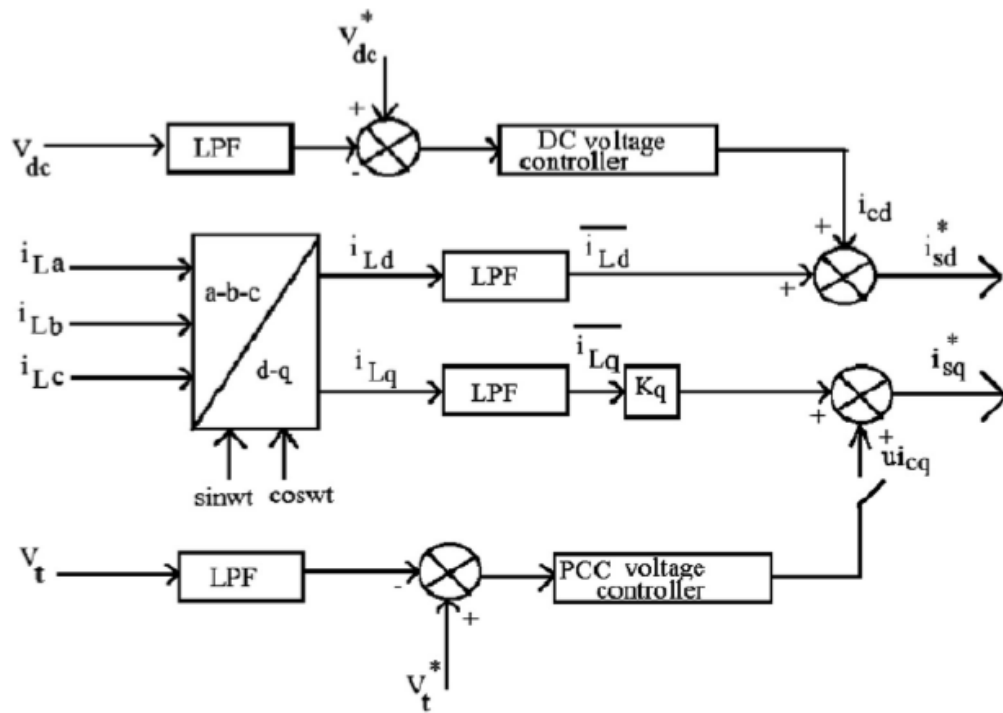 v*dc
+
vdc
LPF
-
DC voltage
controller
icd
+
iLa
iLb
iLc
a-b-c
d-q
iLd
LPF
iLd
+
i*sd
iLq
LPF
iLq
Kq
+
i*sq
+
uicq
sinwt coswt
Vt
LPF
-
+
PCC voltage
controller
V*t